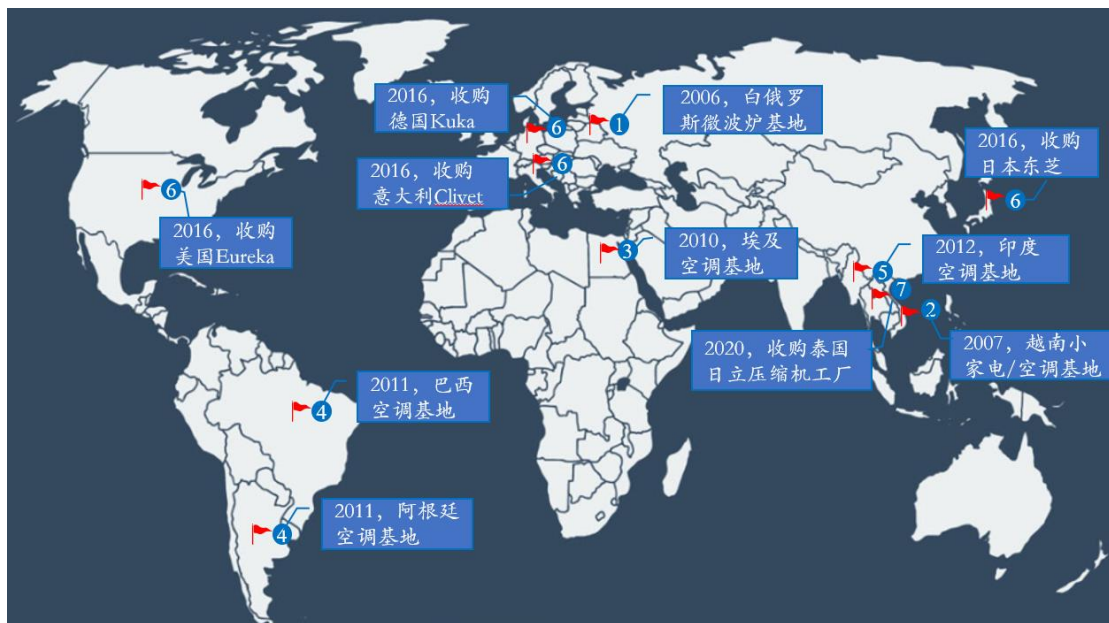 2016，收购
德国Kuka
6
2006，白俄罗
斯微波炉基地
1
2016，收购
意大利Clivet
6
2016，收购
日本东芝
6
6
2016，收购
美国Eureka
3
2010，埃及
空调基地
2012，印度
空调基地
5
7
2
2020，收购泰国
日立压缩机工厂
2007，越南小
家电/空调基地
2011，巴西
空调基地
4
2011，阿根廷
空调基地
4